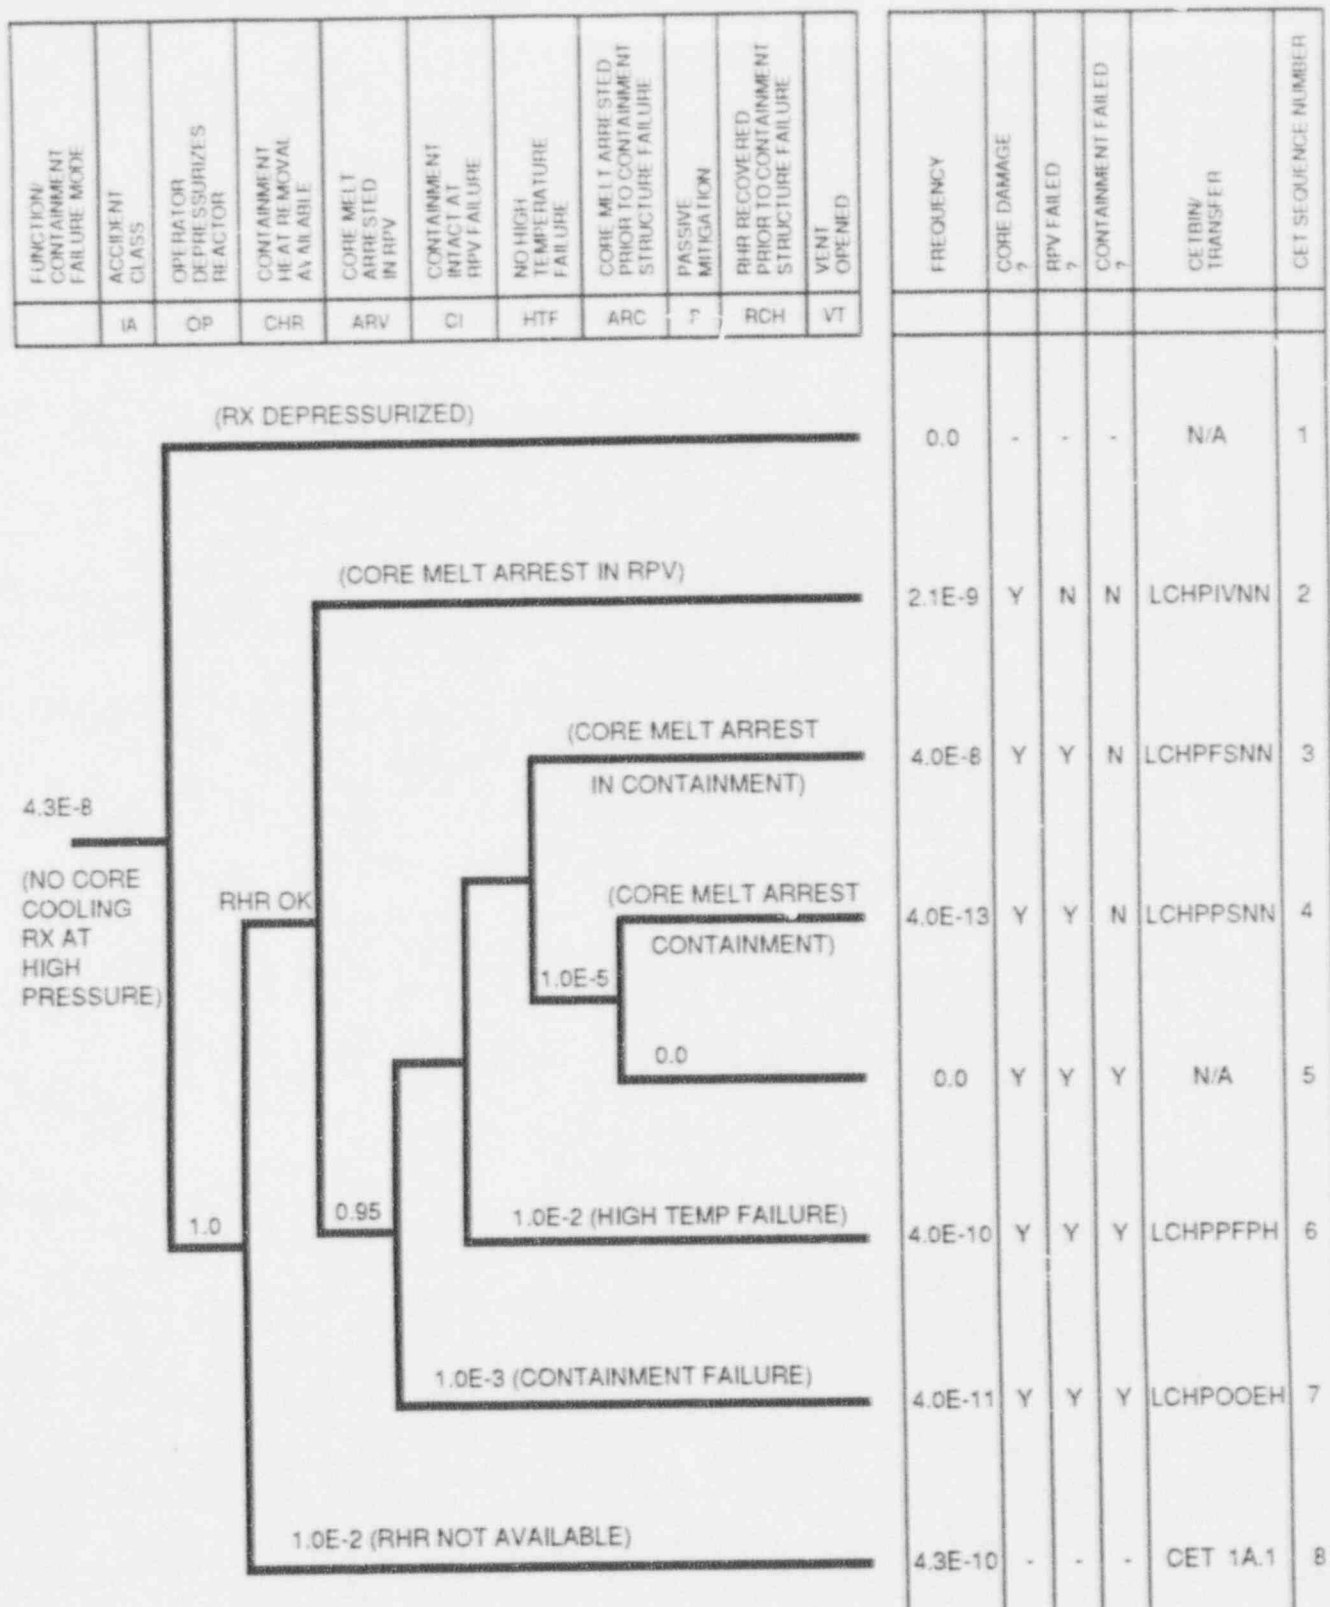 FUNCTION/
CONTAINMENT
FAILURE MODE
ACCIDENT
CLASS
OPERATOR
DEPRESSURIZES
REACTOR
CONTAINMENT
HEAT REMOVAL
AVAILABLE
CORE MELT
ARRESTED
IN RPV
CONTAINMENT
INTACT AT
RPV FAILURE
NO HIGH
TEMPERATURE
FAILURE
CORE MELT ARRESTED
PRIOR TO CONTAINMENT
STRUCTURE FAILURE
PASSIVE
MITIGATION
RHR RECOVERED
PRIOR TO CONTAINMENT
STRUCTURE FAILURE
VENT
OPENED
FREQUENCY
CORE DAMAGE
?
RPV FAILED
?
CONTAINMENT FAILED
?
CETBIN/
TRANSFER
CET SEQUENCE NUMBER
IA OP CHR ARV CI HTF ARC RCH VT
(RX DEPRESSURIZED)
0.0 - - - N/A 1
(CORE MELT ARREST IN RPV)
2.1E-9 Y N N LCHPIVNN 2
(CORE MELT ARREST
IN CONTAINMENT)
4.0E-8 Y Y N LCHPFSNN 3
4.3E-8
(NO CORE
COOLING
RX AT
HIGH
PRESSURE)
RHR OK
(CORE MELT ARREST
CONTAINMENT)
4.0E-13 Y Y N LCHPPSNN 4
1.0E-5
0.0
0.0 Y Y Y N/A 5
1.0
0.95
1.0E-2 (HIGH TEMP FAILURE)
4.0E-10 Y Y Y LCHPPFPH 6
1.0E-3 (CONTAINMENT FAILURE)
4.0E-11 Y Y Y LCHPOOEH 7
1.0E-2 (RHR NOT AVAILABLE)
4.3E-10 - - - CET 1A.1 8